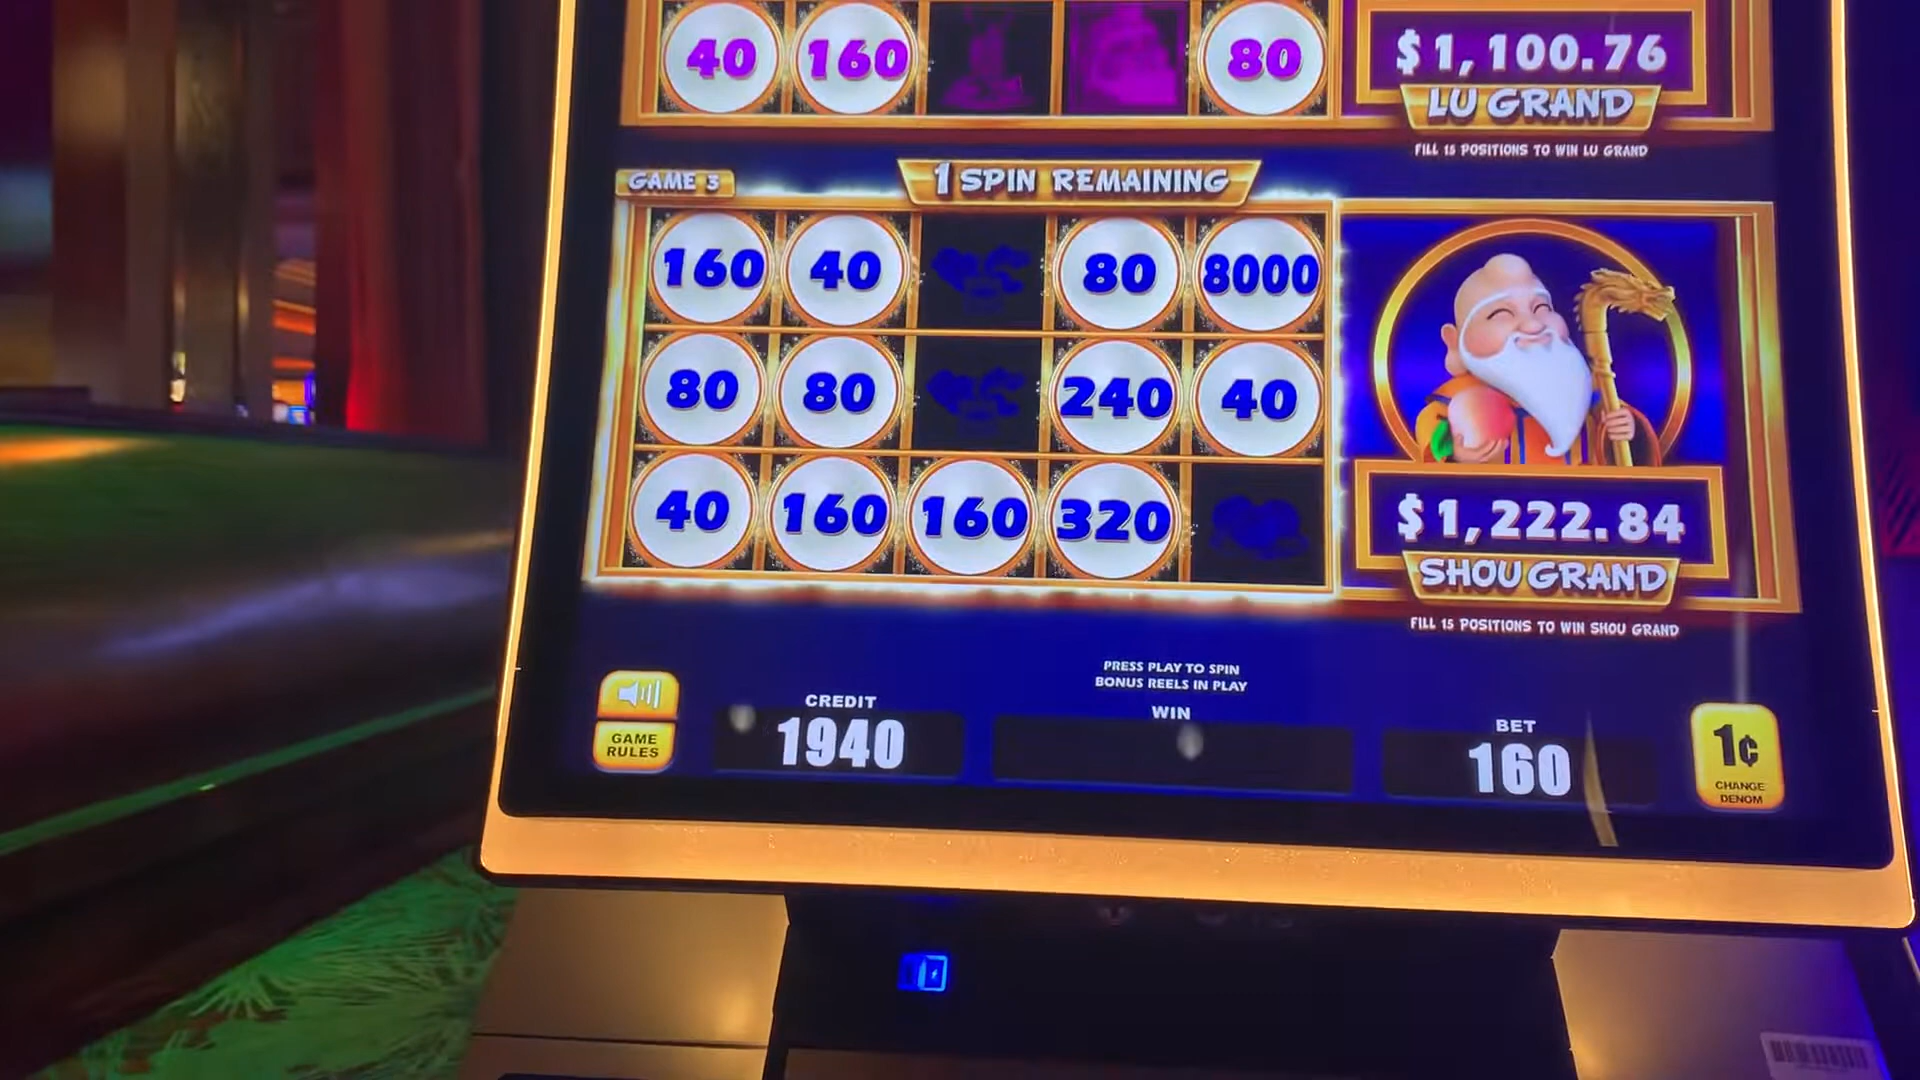 40 160 80
$1,100.76
LU GRAND
FILL 15 POSITIONS TO WIN LU GRAND
GAME 3
1 SPIN REMAINING
160 40 80 8000
80 80 240 40
40 160 160 320
$1,222.84
SHOU GRAND
FILL 15 POSITIONS TO WIN SHOU GRAND
PRESS PLAY TO SPIN
BONUS REELS IN PLAY
GAME
RULES
CREDIT
1940
WIN
BET
160
1¢
CHANGE
DENOM